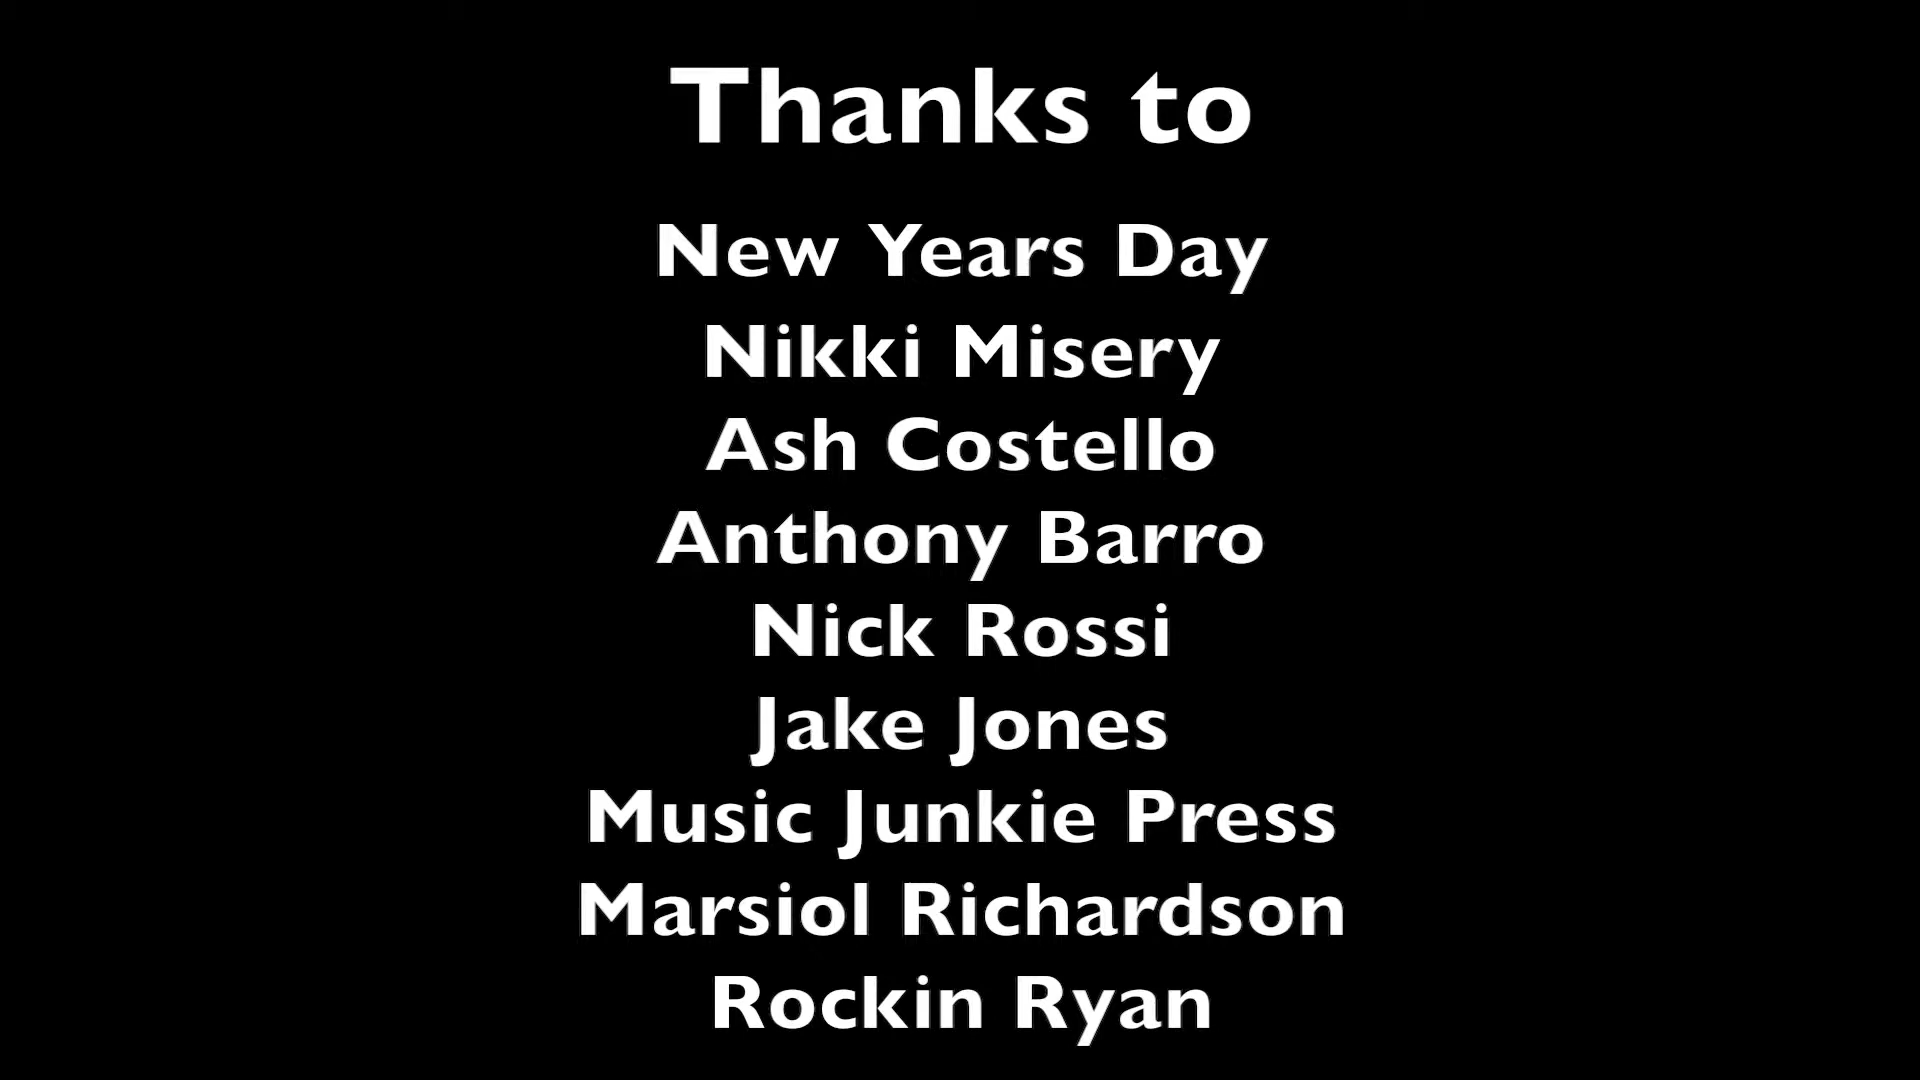 Thanks to
New Years Day
Nikki Misery
Ash Costello
Anthony Barro
Nick Rossi
Jake Jones
Music Junkie Press
Marsiol Richardson
Rockin Ryan